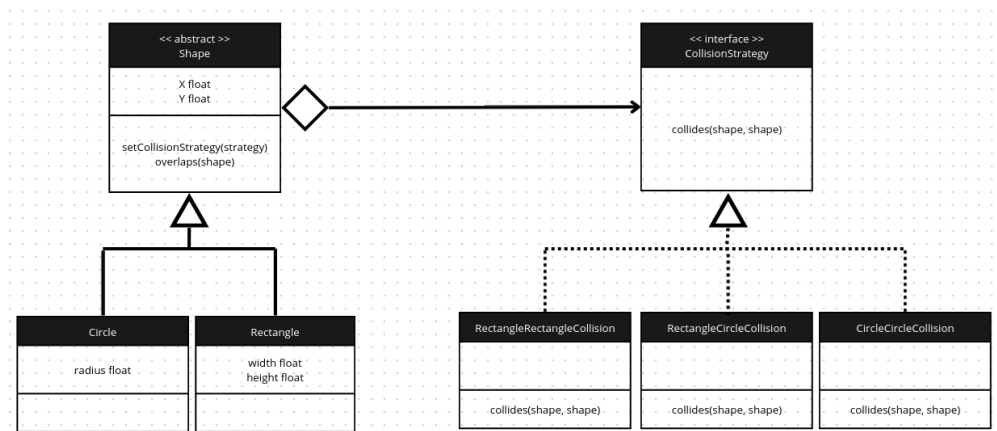 << abstract >>
Shape
X float
Y float
setCollisionStrategy(strategy)
overlaps(shape)
<< interface >>
CollisionStrategy
collides(shape, shape)
Circle
radius float
Rectangle
width float
height float
RectangleRectangleCollision
collides(shape, shape)
RectangleCircleCollision
collides(shape, shape)
CircleCircleCollision
collides(shape, shape)